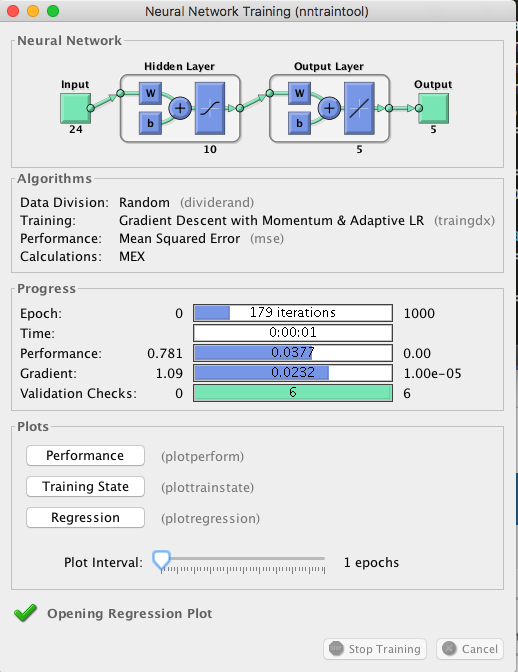 Neural Network Training (nntraintool)
Neural Network
Hidden Layer
Output Layer
Input
Output
W
W
+
+
b
b
24
10
5
5
Algorithms
Data Division: Random (dividerand)
Training: Gradient Descent with Momentum & Adaptive LR (traingdx)
Performance: Mean Squared Error (mse)
Calculations: MEX
Progress
Epoch: 0 179 iterations 1000
Time: 0:00:01
Performance: 0.781 0.0377 0.00
Gradient: 1.09 0.0232 1.00e-05
Validation Checks: 0 6 6
Plots
Performance (plotperform)
Training State (plottrainstate)
Regression (plotregression)
Plot Interval: 1 epochs
Opening Regression Plot
Stop Training Cancel